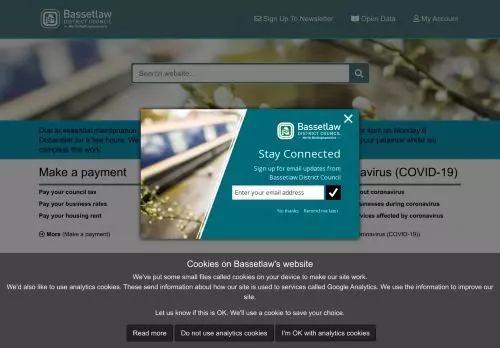 Bassetlaw
DISTRICT COUNCIL
North Nottinghamshire
Sign Up To Newsletter
Open Data
My Account
Search website...
Due to essential maintenance
4pm on Monday 6
December for a few hours. We
your patience whilst we
complete this work.
Bassetlaw
DISTRICT COUNCIL
North Nottinghamshire
Stay Connected
Sign up for email updates from
Bassetlaw District Council
Enter your email address
No thanks Remind me later
Make a payment
Pay your council tax
Pay your business rates
Pay your housing rent
More (Make a payment)
avirus (COVID-19)
out coronavirus
sinesses during coronavirus
vices affected by coronavirus
oronavirus (COVID-19))
Cookies on Bassetlaw's website
We've put some small files called cookies on your device to make our site work.
We'd also like to use analytics cookies. These send information about how our site is used to services called Google Analytics. We use the information to improve our
site.
Let us know if this is OK. We'll use a cookie to save your choice.
Read more
Do not use analytics cookies
I'm OK with analytics cookies